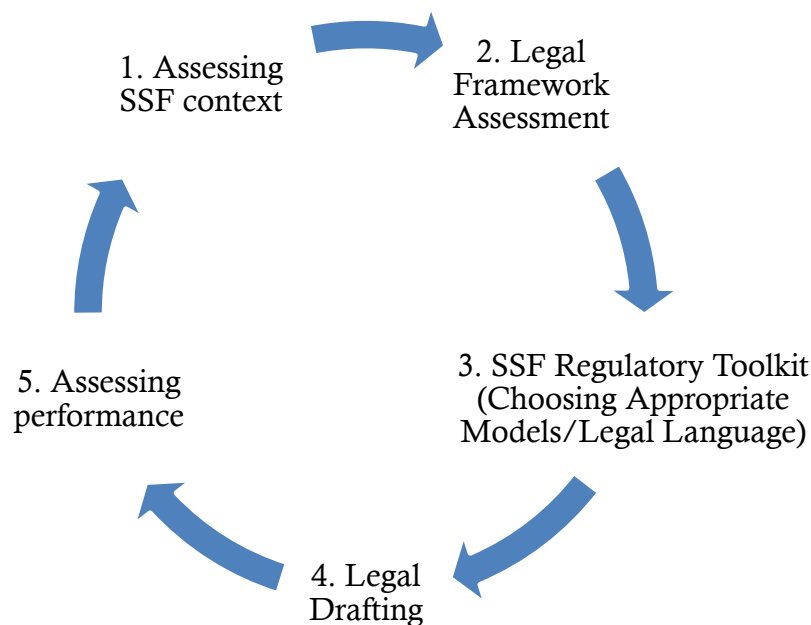 1. Assessing
SSF context
2. Legal
Framework
Assessment
3. SSF Regulatory Toolkit
(Choosing Appropriate
Models/Legal Language)
4. Legal
Drafting
5. Assessing
performance